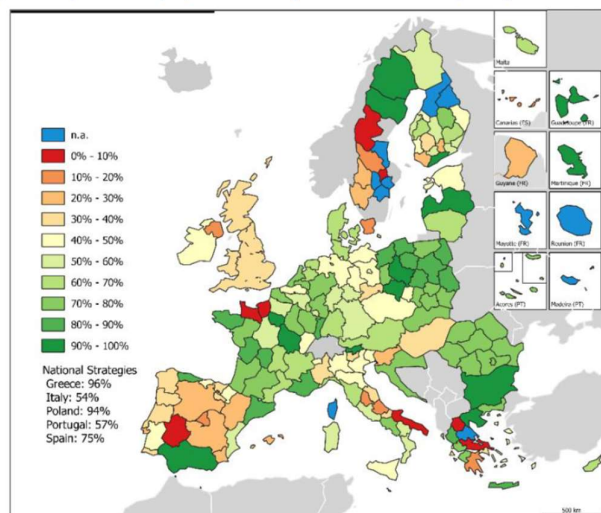 n.a.
0% - 10%
10% - 20%
20% - 30%
30% - 40%
40% - 50%
50% - 60%
60% - 70%
70% - 80%
80% - 90%
90% - 100%
National Strategies
Greece: 96%
Italy: 54%
Poland: 94%
Portugal: 57%
Spain: 75%
Malta
Canarias (ES)
Guadeloupe (FR)
Guyane (FR)
Martinique (FR)
Mayotte (FR)
Reunion (FR)
Acores (PT)
Madeira (PT)
500 km